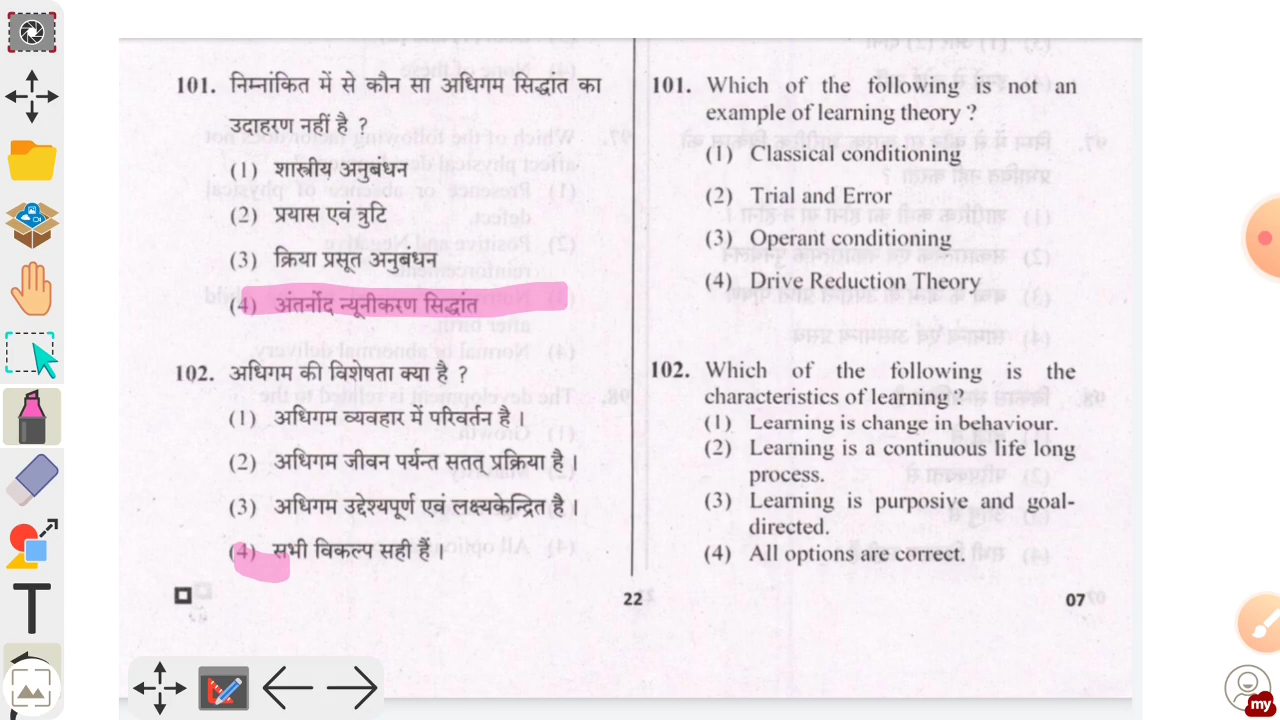 101. निम्नांकित में से कौन सा अधिगम सिद्धांत का
उदाहरण नहीं है ?
(1) शास्त्रीय अनुबंधन
(2) प्रयास एवं त्रुटि
(3) क्रिया प्रसूत अनुबंधन
(4) अंतर्नोद न्यूनीकरण सिद्धांत
102. अधिगम की विशेषता क्या है ?
(1) अधिगम व्यवहार में परिवर्तन है ।
(2) अधिगम जीवन पर्यन्त सतत् प्रक्रिया है ।
(3) अधिगम उद्देश्यपूर्ण एवं लक्ष्यकेन्द्रित है ।
(4) सभी विकल्प सही हैं ।
101. Which of the following is not an
example of learning theory ?
(1) Classical conditioning
(2) Trial and Error
(3) Operant conditioning
(4) Drive Reduction Theory
102. Which of the following is the
characteristics of learning ?
(1) Learning is change in behaviour.
(2) Learning is a continuous life long
process.
(3) Learning is purposive and goal-
directed.
(4) All options are correct.
22
07
T
my